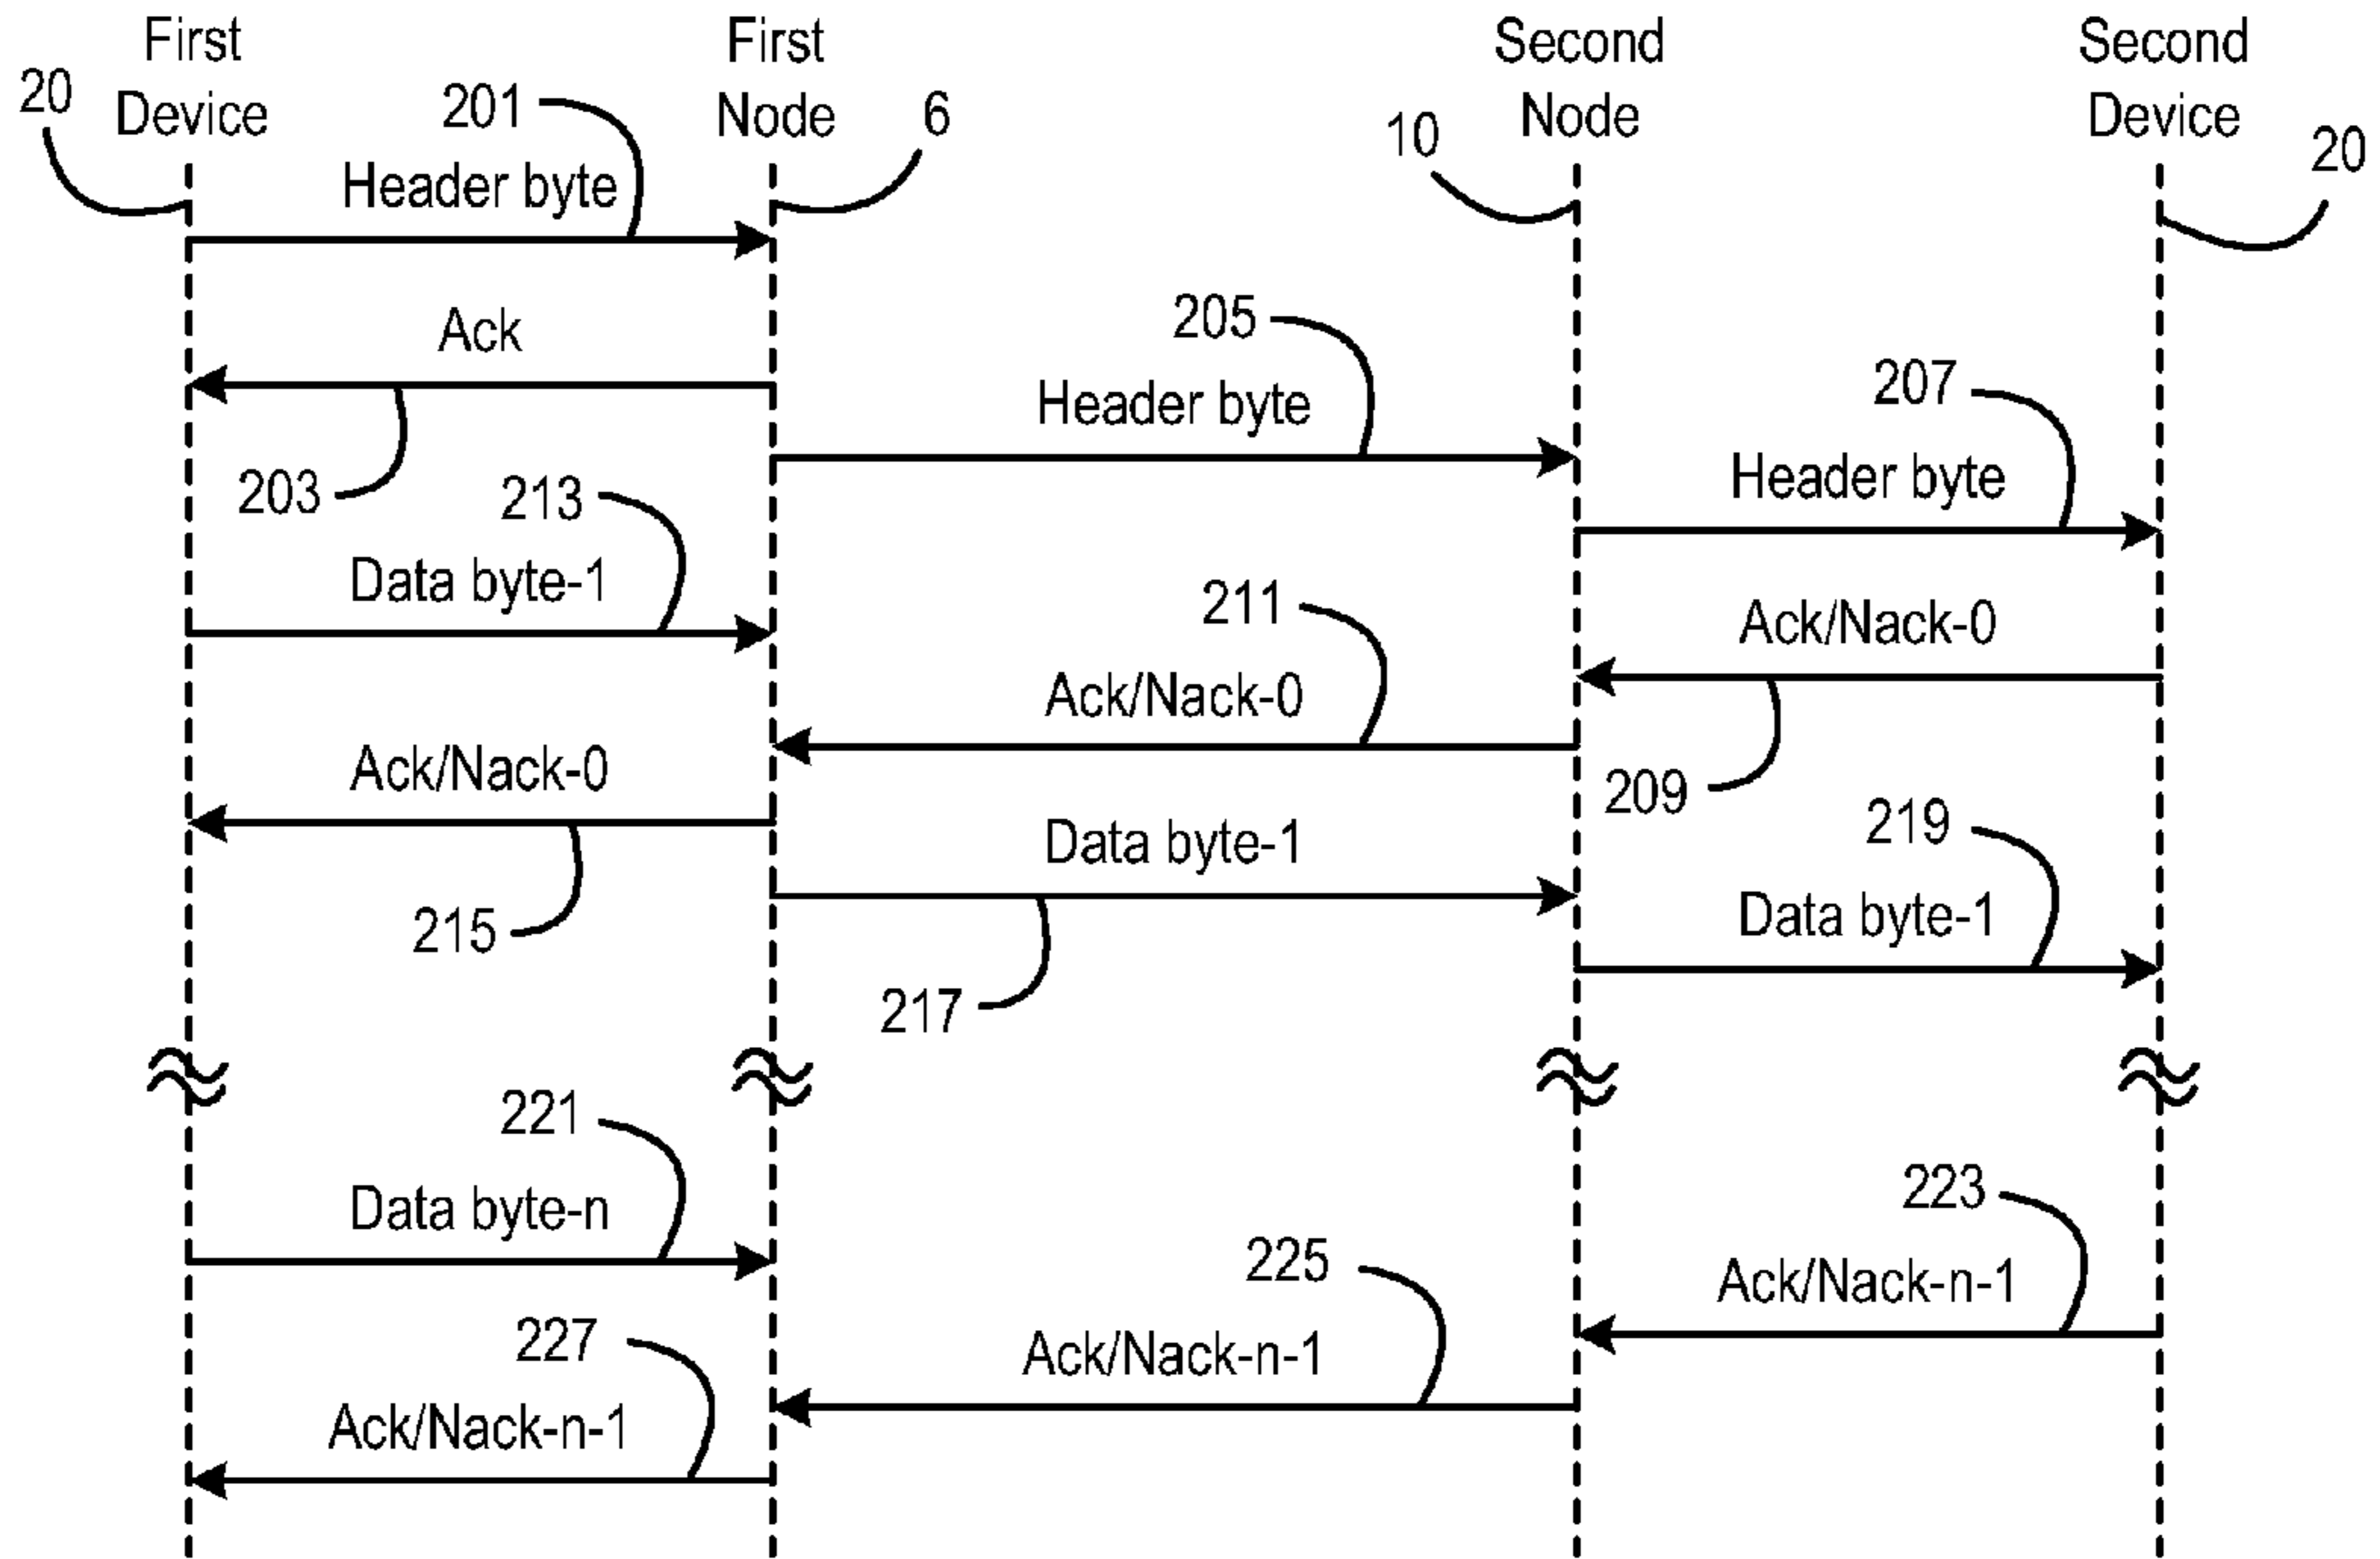 First
Device
First
Node
Second
Node
Second
Device
20
201
6
10
20
Header byte
Ack
203
205
Header byte
207
Header byte
213
Data byte-1
211
Ack/Nack-0
Ack/Nack-0
209
Ack/Nack-0
215
Data byte-1
217
219
Data byte-1
221
Data byte-n
223
Ack/Nack-n-1
225
Ack/Nack-n-1
227
Ack/Nack-n-1